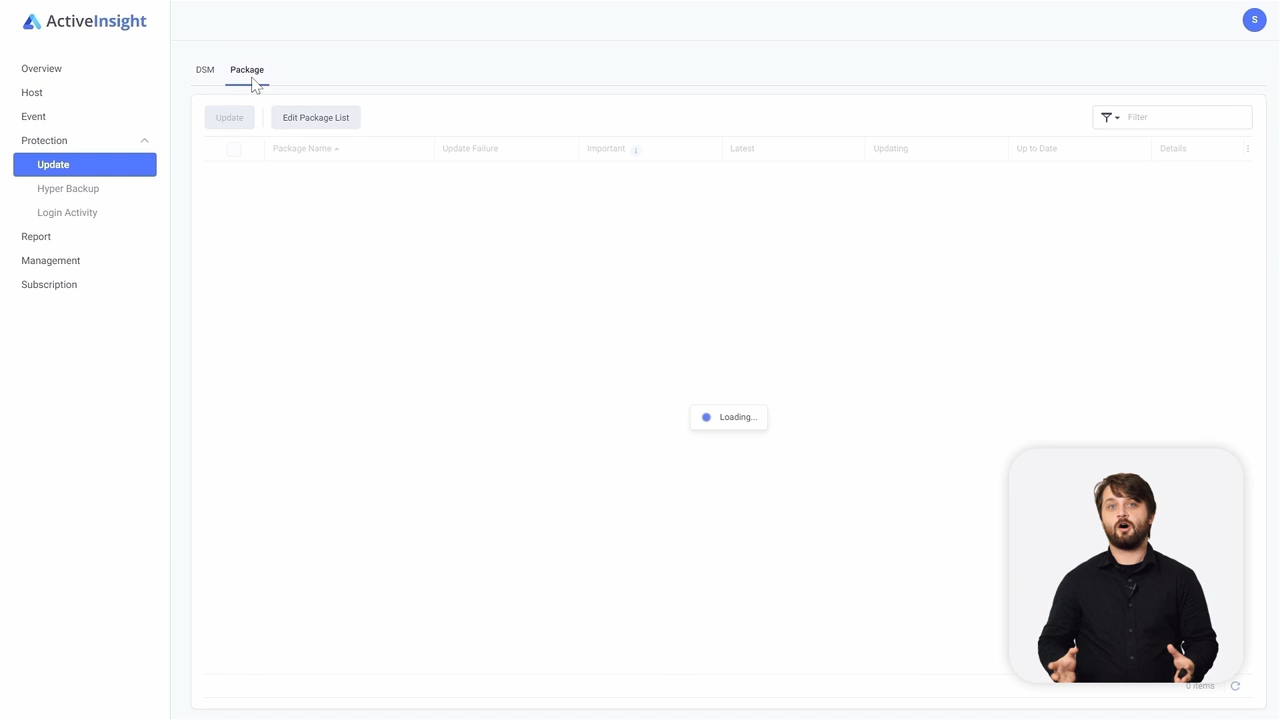 ActiveInsight
S
Overview
Host
Event
Protection
Update
Hyper Backup
Login Activity
Report
Management
Subscription
DSM Package
Update Edit Package List Filter
Package Name Update Failure Important Latest Updating Up to Date Details
Loading...
0 items